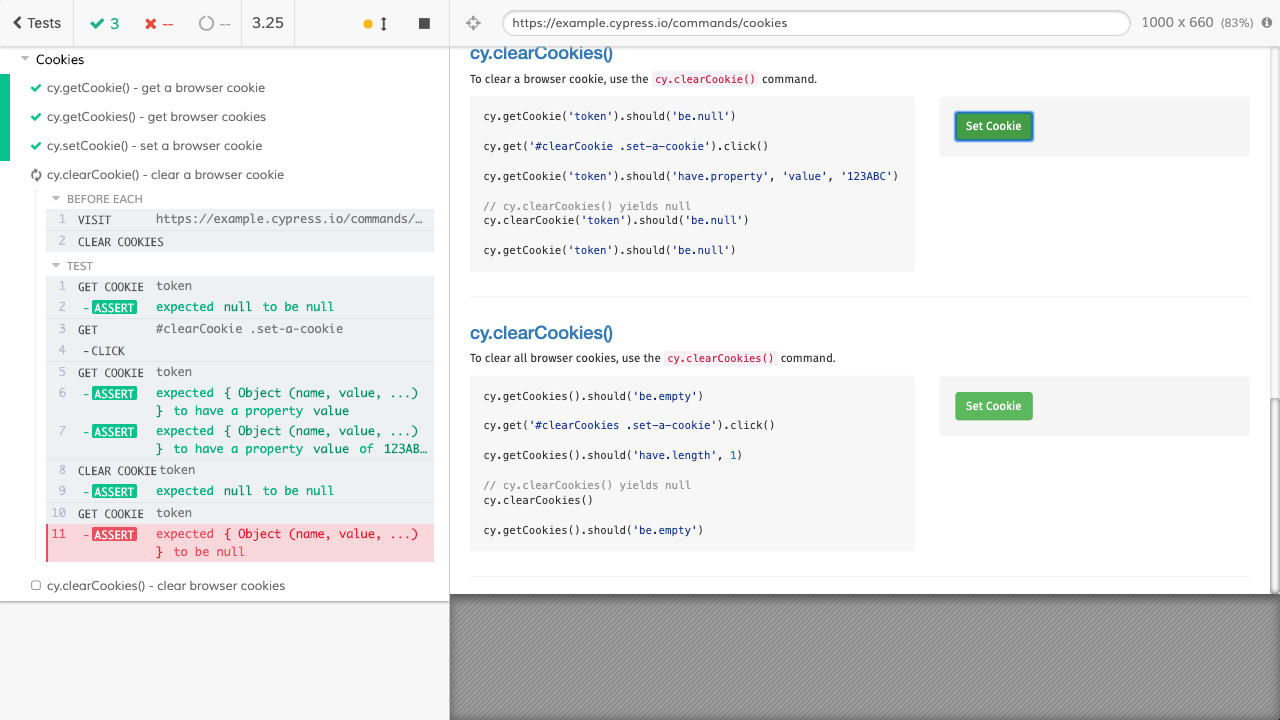 Tests
3
--
--
3.25
https://example.cypress.io/commands/cookies
1000 x 660 (83%)
Cookies
cy.getCookie() - get a browser cookie
cy.getCookies() - get browser cookies
cy.setCookie() - set a browser cookie
cy.clearCookie() - clear a browser cookie
BEFORE EACH
1 VISIT https://example.cypress.io/commands/…
2 CLEAR COOKIES
TEST
1 GET COOKIE token
2 -ASSERT expected null to be null
3 GET #clearCookie .set-a-cookie
4 -CLICK
5 GET COOKIE token
6 -ASSERT expected { Object (name, value, ...)
} to have a property value
7 -ASSERT expected { Object (name, value, ...)
} to have a property value of 123AB…
8 CLEAR COOKIE token
9 -ASSERT expected null to be null
10 GET COOKIE token
11 -ASSERT expected { Object (name, value, ...)
} to be null
cy.clearCookies() - clear browser cookies
cy.clearCookies()
To clear a browser cookie, use the cy.clearCookie() command.
cy.getCookie('token').should('be.null')
cy.get('#clearCookie .set-a-cookie').click()
cy.getCookie('token').should('have.property', 'value', '123ABC')
// cy.clearCookies() yields null
cy.clearCookie('token').should('be.null')
cy.getCookie('token').should('be.null')
Set Cookie
cy.clearCookies()
To clear all browser cookies, use the cy.clearCookies() command.
cy.getCookies().should('be.empty')
cy.get('#clearCookies .set-a-cookie').click()
cy.getCookies().should('have.length', 1)
// cy.clearCookies() yields null
cy.clearCookies()
cy.getCookies().should('be.empty')
Set Cookie